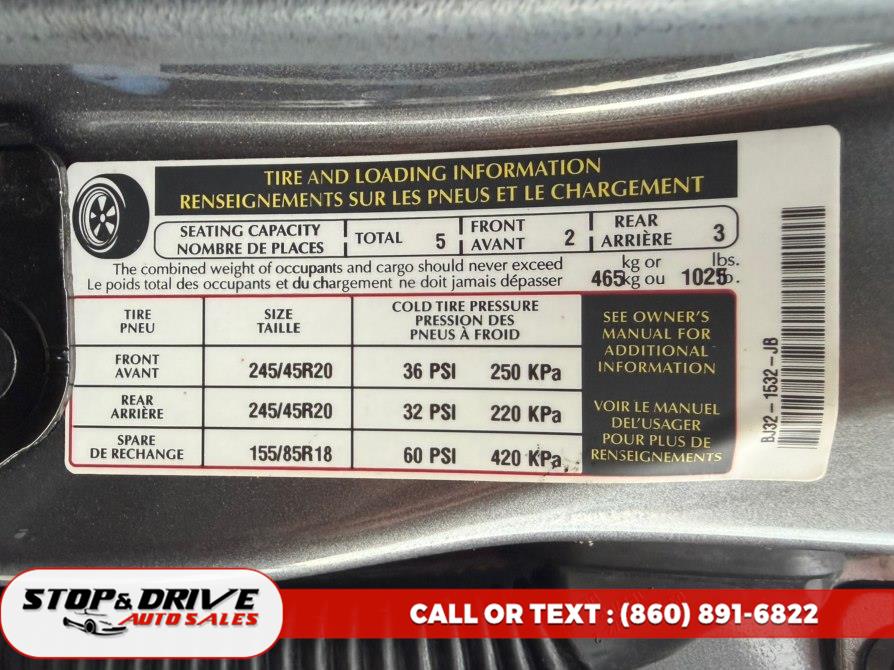 TIRE AND LOADING INFORMATION
RENSEIGNEMENTS SUR LES PNEUS ET LE CHARGEMENT
SEATING CAPACITY
NOMBRE DE PLACES
TOTAL 5
FRONT
AVANT 2
REAR
ARRIÈRE 3
The combined weight of occupants and cargo should never exceed
Le poids total des occupants et du chargement ne doit jamais dépasser
kg or lbs.
465kg ou 1025lb.
TIRE
PNEU
SIZE
TAILLE
COLD TIRE PRESSURE
PRESSION DES
PNEUS À FROID
FRONT
AVANT
245/45R20 36 PSI 250 KPa
REAR
ARRIÈRE
245/45R20 32 PSI 220 KPa
SPARE
DE RECHANGE
155/85R18 60 PSI 420 KPa
SEE OWNER'S
MANUAL FOR
ADDITIONAL
INFORMATION
VOIR LE MANUEL
DEL'USAGER
POUR PLUS DE
RENSEIGNEMENTS
BJ32-1532-JB
STOP & DRIVE
AUTO SALES
CALL OR TEXT : (860) 891-6822